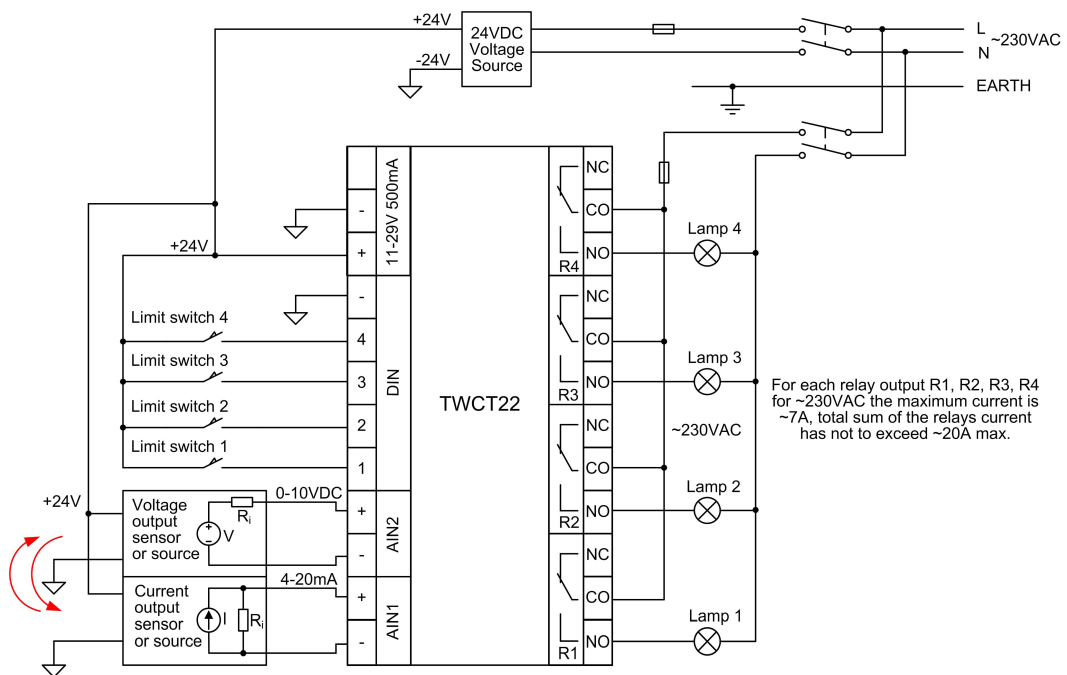 +24V
24VDC
Voltage
Source
-24V
L
~230VAC
N
EARTH
11-29V 500mA
-
+
+24V
DIN
-
4
3
2
1
Limit switch 4
Limit switch 3
Limit switch 2
Limit switch 1
TWCT22
NC
CO
NO
R4
NC
CO
NO
R3
NC
CO
NO
R2
NC
CO
NO
R1
Lamp 4
Lamp 3
Lamp 2
Lamp 1
~230VAC
For each relay output R1, R2, R3, R4
for ~230VAC the maximum current is
~7A, total sum of the relays current
has not to exceed ~20A max.
+24V
Voltage
output
sensor
or source
+
-
V
Ri
0-10VDC
+
-
AIN2
Current
output
sensor
or source
I
Ri
4-20mA
+
-
AIN1